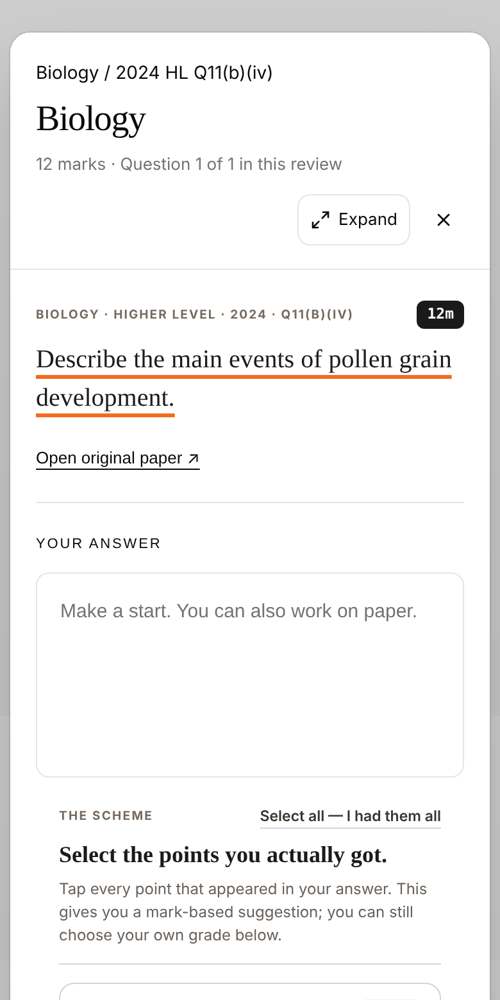 Biology / 2024 HL Q11(b)(iv)
Biology
12 marks · Question 1 of 1 in this review
Expand
BIOLOGY · HIGHER LEVEL · 2024 · Q11(B)(IV)
12m
Describe the main events of pollen grain
development.
Open original paper ↗
YOUR ANSWER
Make a start. You can also work on paper.
THE SCHEME
Select all — I had them all
Select the points you actually got.
Tap every point that appeared in your answer. This
gives you a mark-based suggestion; you can still
choose your own grade below.